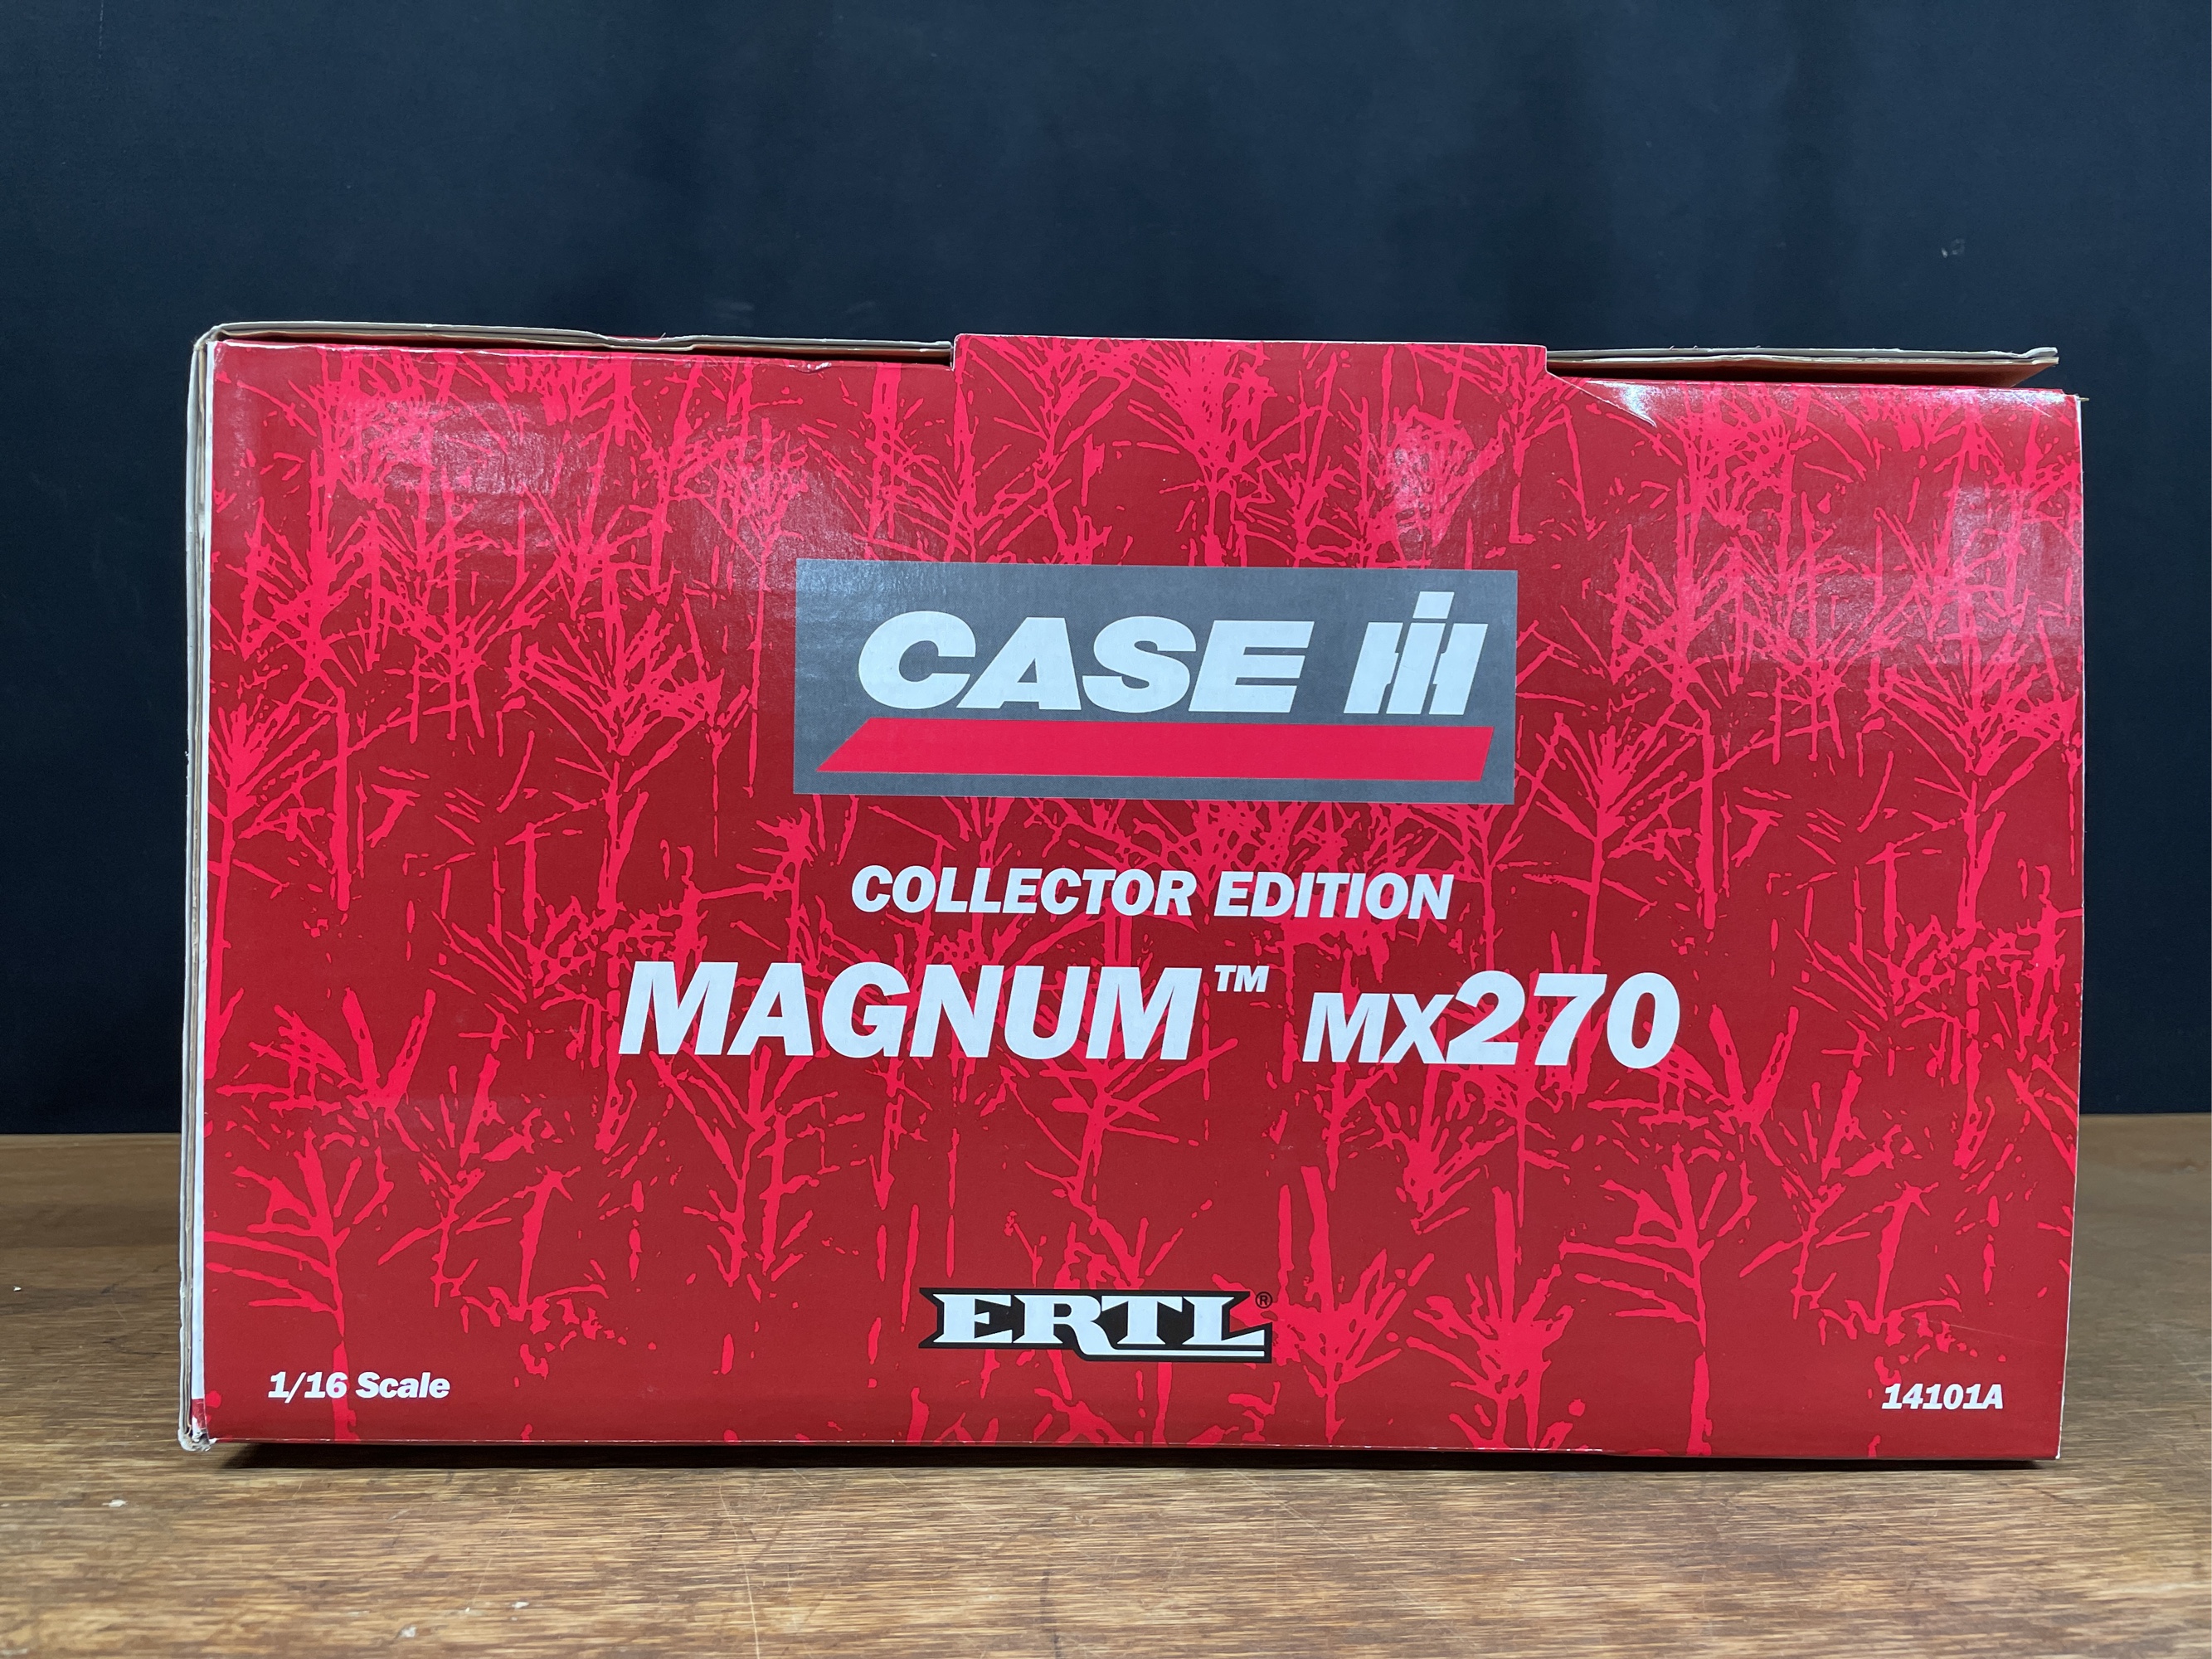 CASE IH
COLLECTOR EDITION
MAGNUM™ MX270
ERTL®
1/16 Scale
14101A